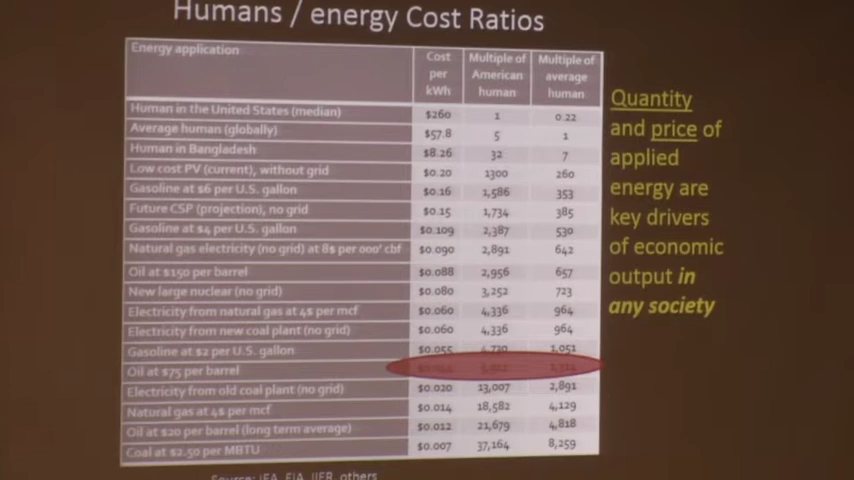 Humans / energy Cost Ratios
Energy application Cost per kWh Multiple of American human Multiple of average human
Human in the United States (median) $260 1 0.22
Average human (globally) $57.8 5 1
Human in Bangladesh $8.26 32 7
Low cost PV (current), without grid $0.20 1300 260
Gasoline at $6 per U.S. gallon $0.16 1,586 353
Future CSP (projection), no grid $0.15 1,734 385
Gasoline at $4 per U.S. gallon $0.109 2,387 530
Natural gas electricity (no grid) at 8$ per 000' cbf $0.090 2,891 642
Oil at $150 per barrel $0.088 2,956 657
New large nuclear (no grid) $0.080 3,252 723
Electricity from natural gas at 4$ per mcf $0.060 4,336 964
Electricity from new coal plant (no grid) $0.060 4,336 964
Gasoline at $2 per U.S. gallon $0.055 4,720 1,051
Oil at $75 per barrel
Electricity from old coal plant (no grid) $0.020 13,007 2,891
Natural gas at 4$ per mcf $0.014 18,582 4,129
Oil at $20 per barrel (long term average) $0.012 21,679 4,818
Coal at $2.50 per MBTU $0.007 37,164 8,259
Quantity
and price of
applied
energy are
key drivers
of economic
output in
any society
Source: IEA, EIA, IIER, others